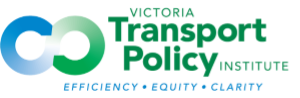 VICTORIA
Transport
Policy INSTITUTE
EFFICIENCY • EQUITY • CLARITY